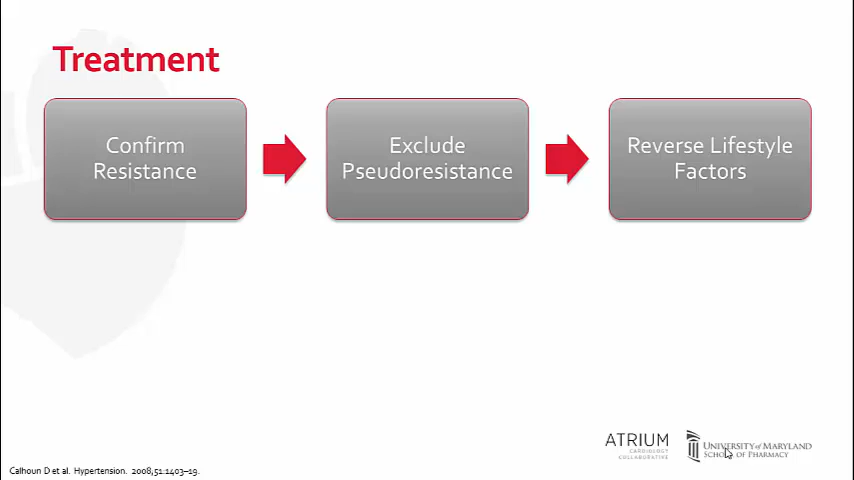 Treatment
Confirm
Resistance
Exclude
Pseudoresistance
Reverse Lifestyle
Factors
ATRIUM
CARDIOLOGY
COLLABORATIVE
UNIVERSITY of MARYLAND
SCHOOL OF PHARMACY
Calhoun D et al. Hypertension. 2008;51:1403–19.